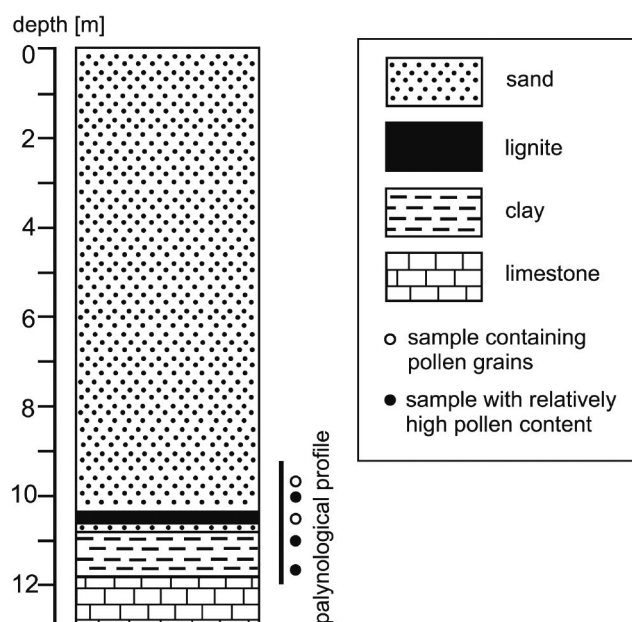 depth [m]
0
2
4
6
8
10
12
palynological profile
sand
lignite
clay
limestone
sample containing
pollen grains
sample with relatively
high pollen content